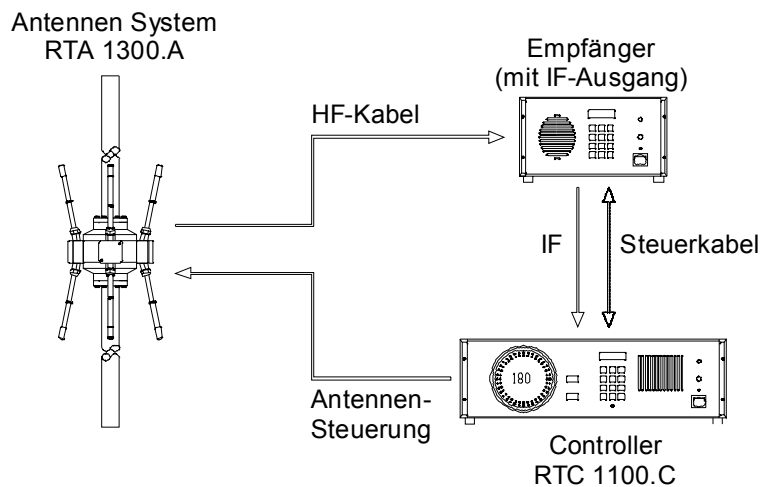 Antennen System
RTA 1300.A
Empfänger
(mit IF-Ausgang)
HF-Kabel
IF
Steuerkabel
180
Antennen-
Steuerung
Controller
RTC 1100.C